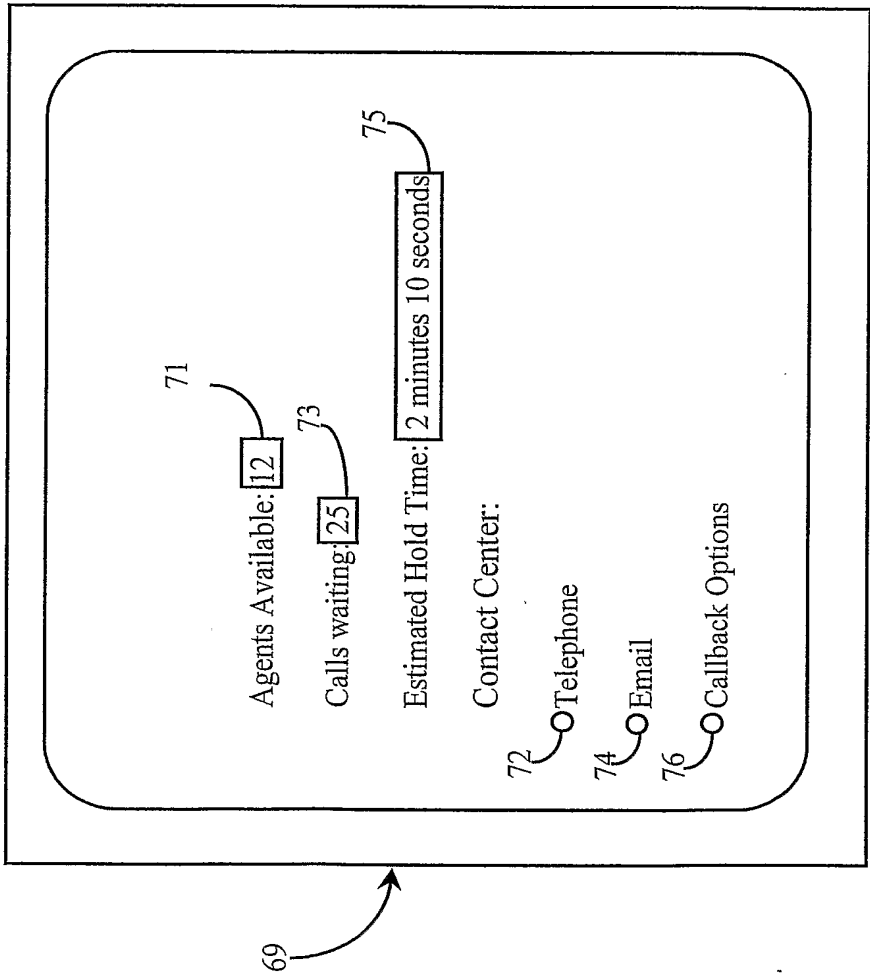 69
71
Agents Available: 12
73
Calls waiting: 25
75
Estimated Hold Time: 2 minutes 10 seconds
Contact Center:
72
Telephone
74
Email
76
Callback Options